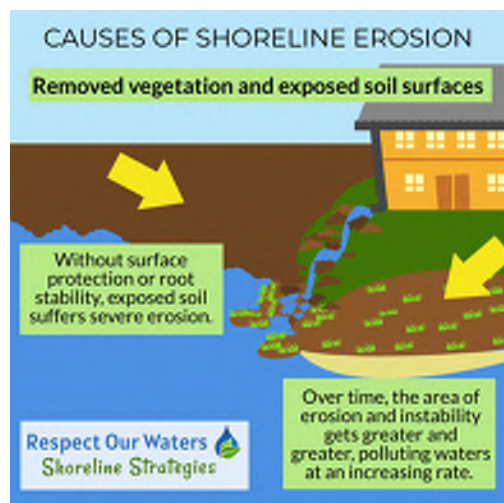 CAUSES OF SHORELINE EROSION
Removed vegetation and exposed soil surfaces
Without surface
protection or root
stability, exposed soil
suffers severe erosion.
Over time, the area of
erosion and instability
gets greater and
greater, polluting waters
at an increasing rate.
Respect Our Waters
Shoreline Strategies